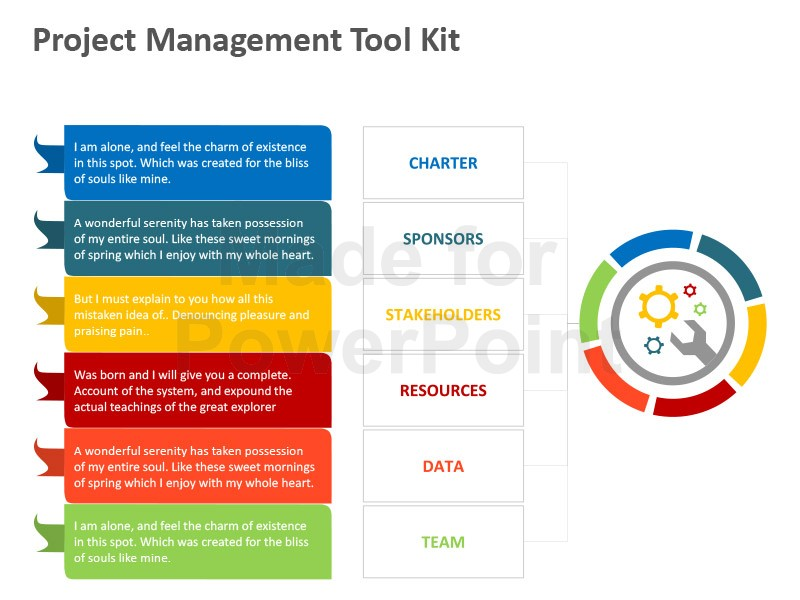 Project Management Tool Kit
I am alone, and feel the charm of existence
in this spot. Which was created for the bliss
of souls like mine.
CHARTER
A wonderful serenity has taken possession
of my entire soul. Like these sweet mornings
of spring which I enjoy with my whole heart.
SPONSORS
But I must explain to you how all this
mistaken idea of.. Denouncing pleasure and
praising pain..
STAKEHOLDERS
Was born and I will give you a complete.
Account of the system, and expound the
actual teachings of the great explorer
RESOURCES
A wonderful serenity has taken possession
of my entire soul. Like these sweet mornings
of spring which I enjoy with my whole heart.
DATA
I am alone, and feel the charm of existence
in this spot. Which was created for the bliss
of souls like mine.
TEAM
Made for
PowerPoint